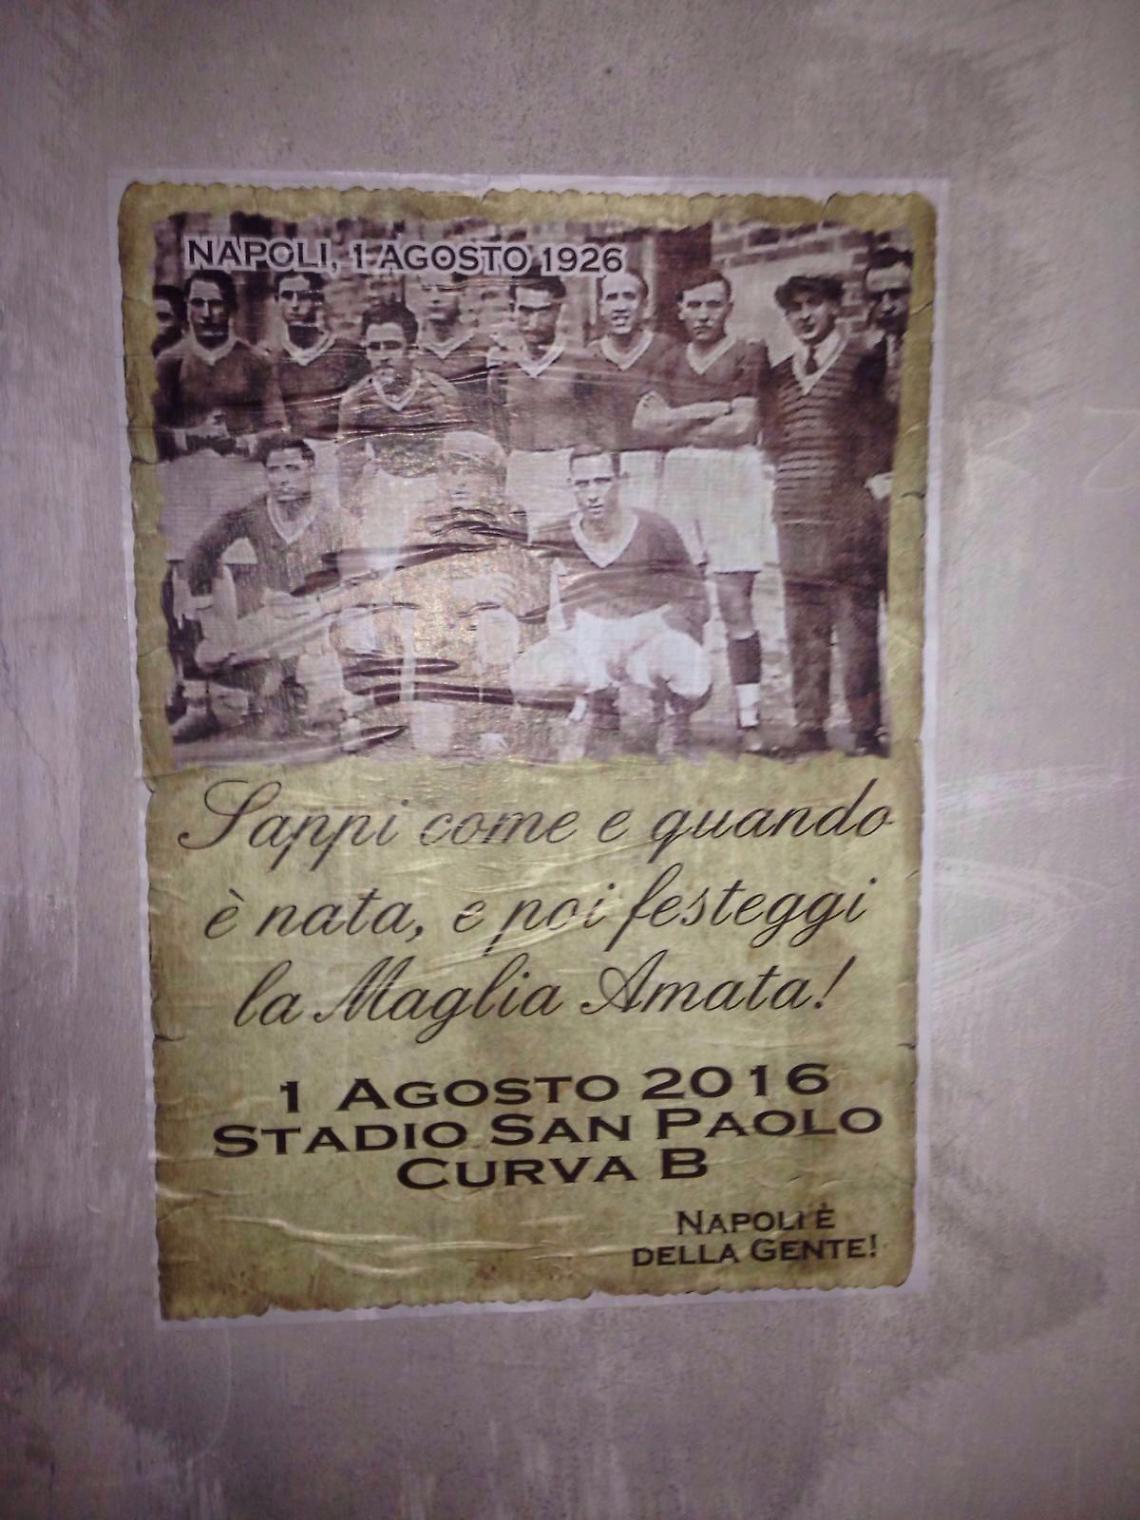 NAPOLI, 1 AGOSTO 1926
Sappi come e quando
è nata, e poi festeggi
la Maglia Amata!
1 AGOSTO 2016
STADIO SAN PAOLO
CURVA B
NAPOLI È
DELLA GENTE!